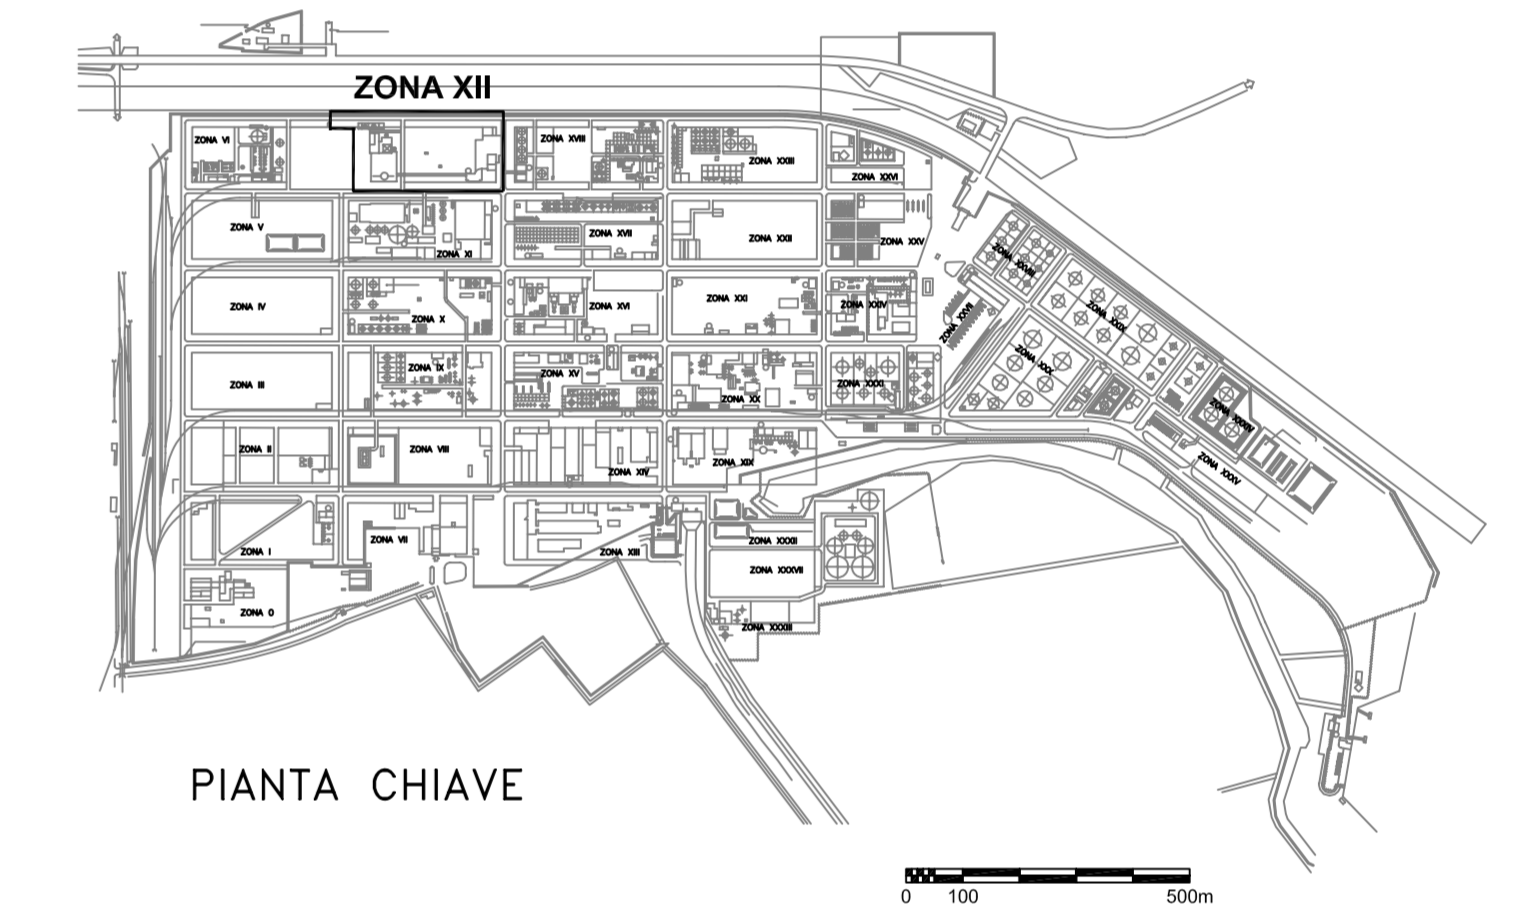 ZONA XII
ZONA VI
ZONA XVIII
ZONA XXIII
ZONA XXVI
ZONA V
ZONA XI
ZONA XVII
ZONA XXII
ZONA XXV
ZONA XXVIII
ZONA IV
ZONA X
ZONA XVI
ZONA XXI
ZONA XXIV
ZONA XXVII
ZONA XXIX
ZONA III
ZONA IX
ZONA XV
ZONA XX
ZONA XXXI
ZONA XXX
ZONA XXXIV
ZONA II
ZONA VIII
ZONA XIV
ZONA XIX
ZONA XXXV
ZONA I
ZONA VII
ZONA XIII
ZONA XXXII
ZONA XXXVII
ZONA O
ZONA XXXIII
PIANTA CHIAVE
0 100 500m